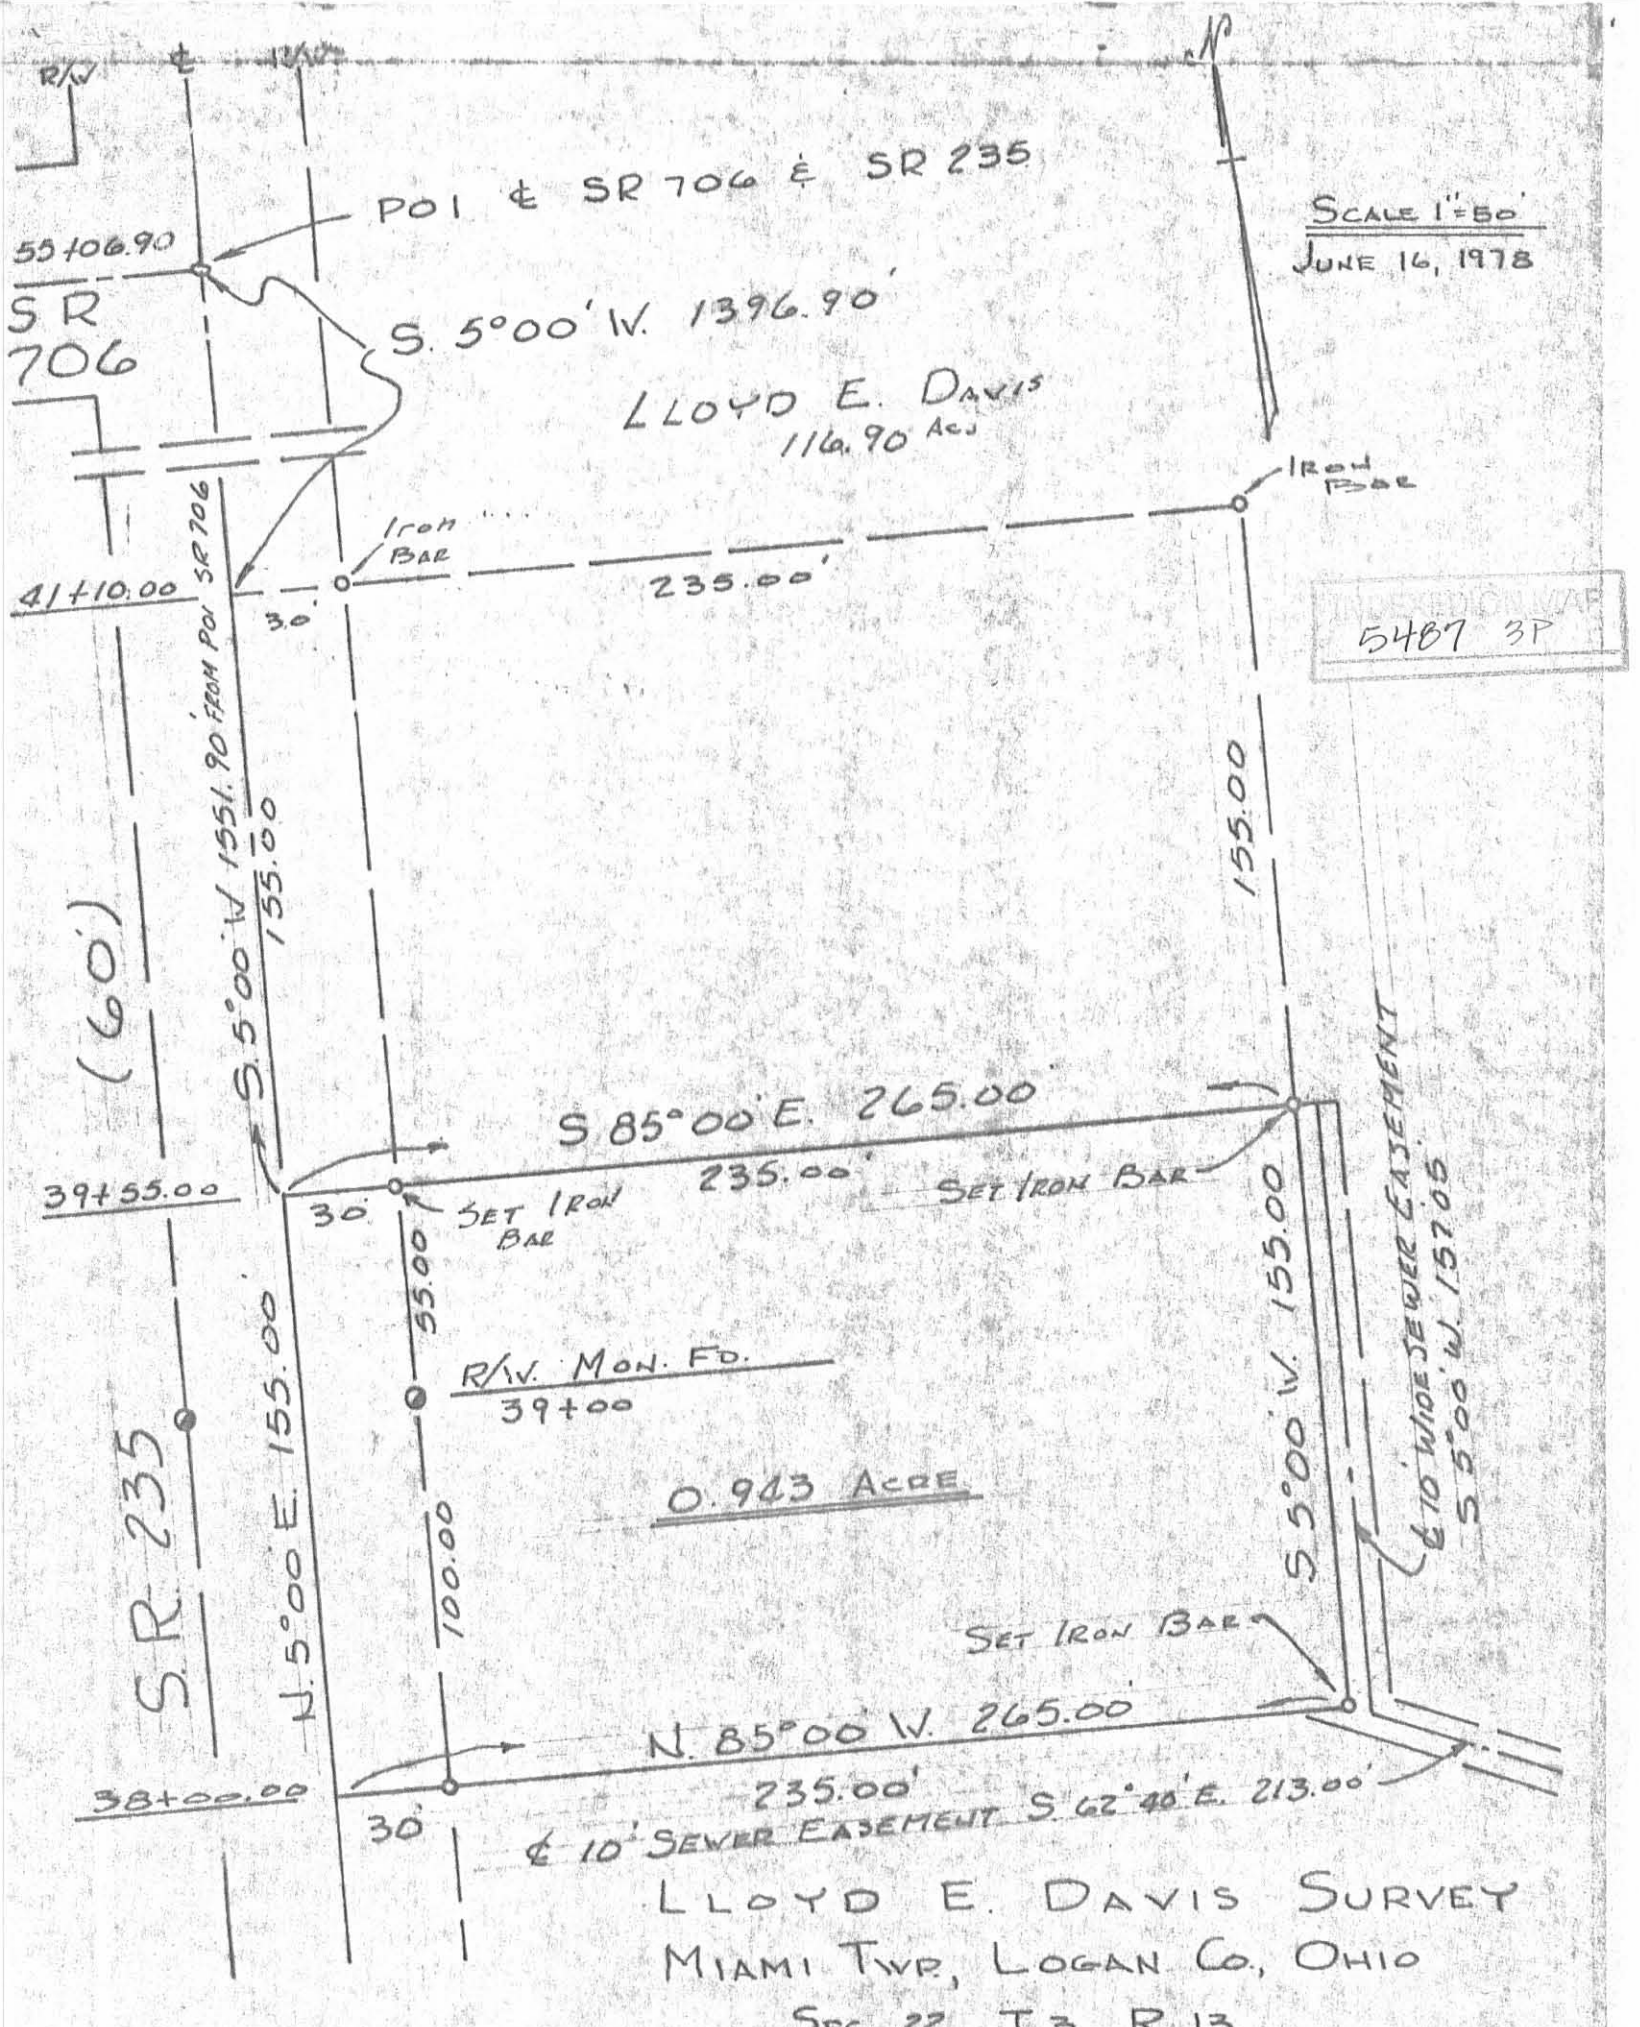 N
R/W
℄
R/W
SCALE 1"=50'
JUNE 16, 1978
POI ℄ SR 706 & SR 235
55+06.90
SR
706
S. 5°00' W. 1396.90'
LLOYD E. DAVIS
116.90 ACS
IRON
BAR
Iron
BAR
41+10.00
30'
235.00'
5487 3P
S. 5°00' W 1551.90' FROM POI SR 706
155.00
155.00
(60')
S 85°00' E. 265.00'
235.00'
39+55.00
30'
SET IRON
BAR
SET IRON BAR
55.00
N. 5°00' E. 155.00'
R/W. MON. FD.
39+00
S 5°00' W. 155.00
℄ 10' WIDE SEWER EASEMENT
S 5°00' W. 157.05
0.943 ACRE
S.R. 235
100.00
SET IRON BAR
N. 85°00' W. 265.00'
235.00'
38+00.00
30'
℄ 10' SEWER EASEMENT S 62°40' E. 213.00'
LLOYD E. DAVIS SURVEY
MIAMI TWP., LOGAN CO., OHIO
SEC. 22 T. 3 R. 13